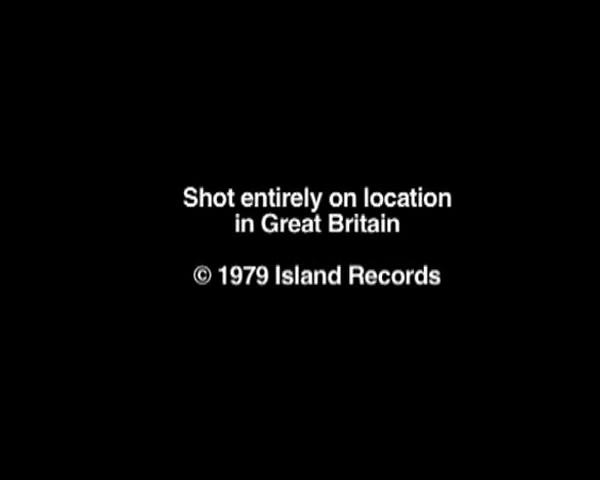 Shot entirely on location
in Great Britain
© 1979 Island Records